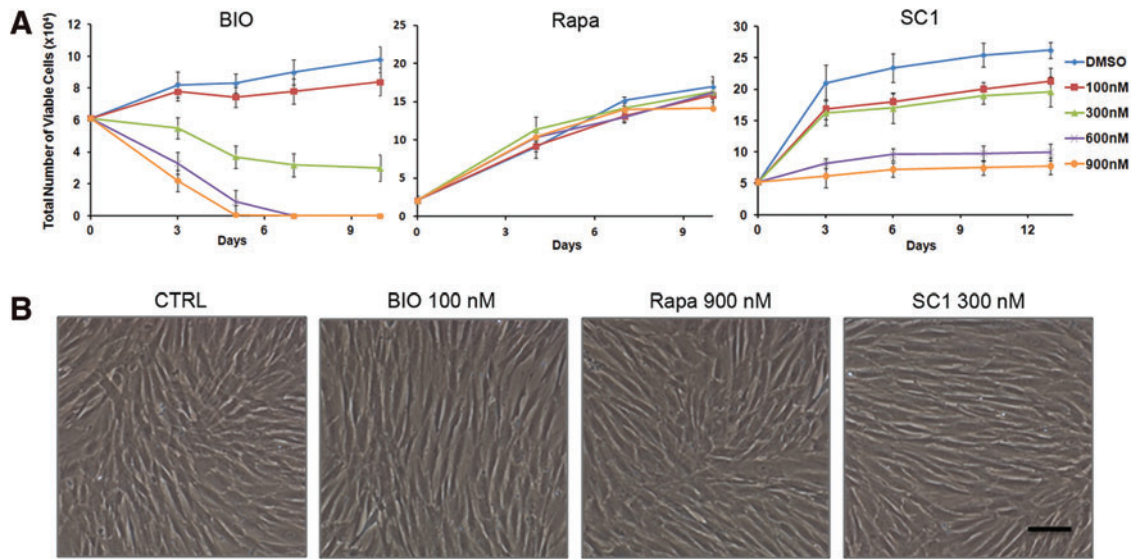 A
BIO
Rapa
SC1
Total Number of Viable Cells (x10⁴)
12
10
8
6
4
2
0
0
3
6
9
Days
25
20
15
10
5
0
0
3
6
9
Days
30
25
20
15
10
5
0
0
3
6
9
12
Days
DMSO
100nM
300nM
600nM
900nM
B
CTRL
BIO 100 nM
Rapa 900 nM
SC1 300 nM